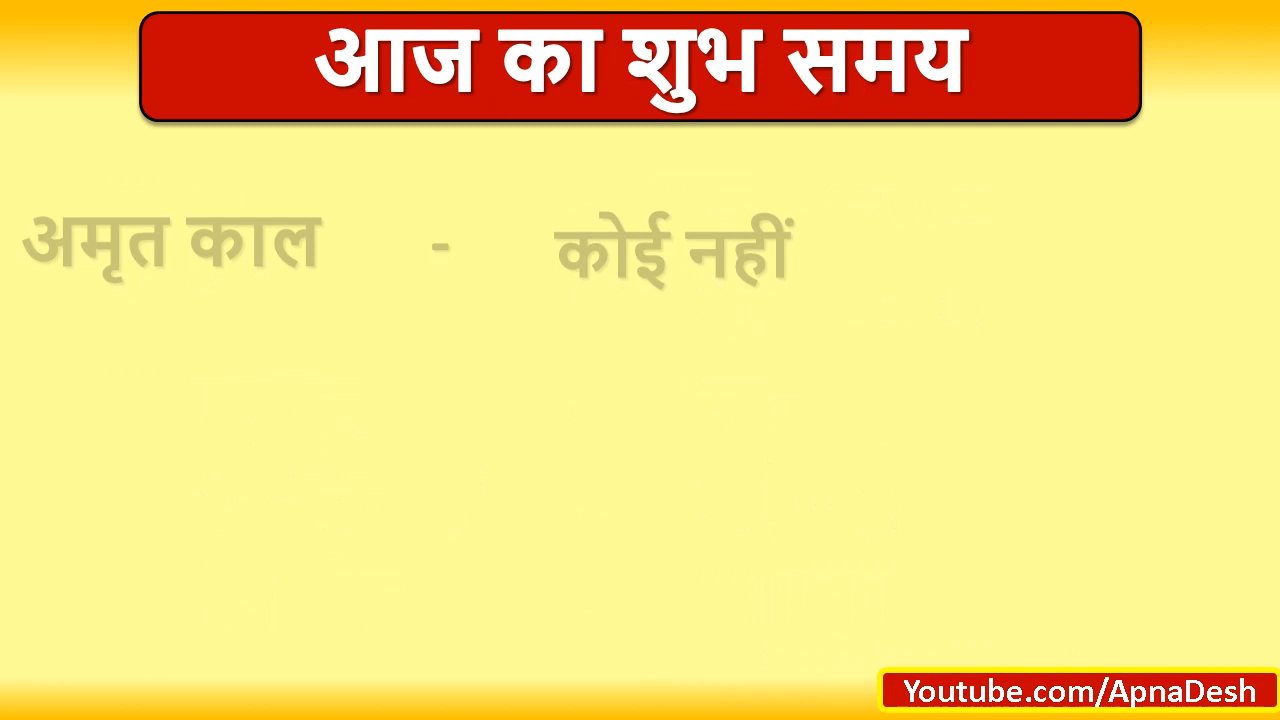 आज का शुभ समय
अमृत काल - कोई नहीं
Youtube.com/ApnaDesh